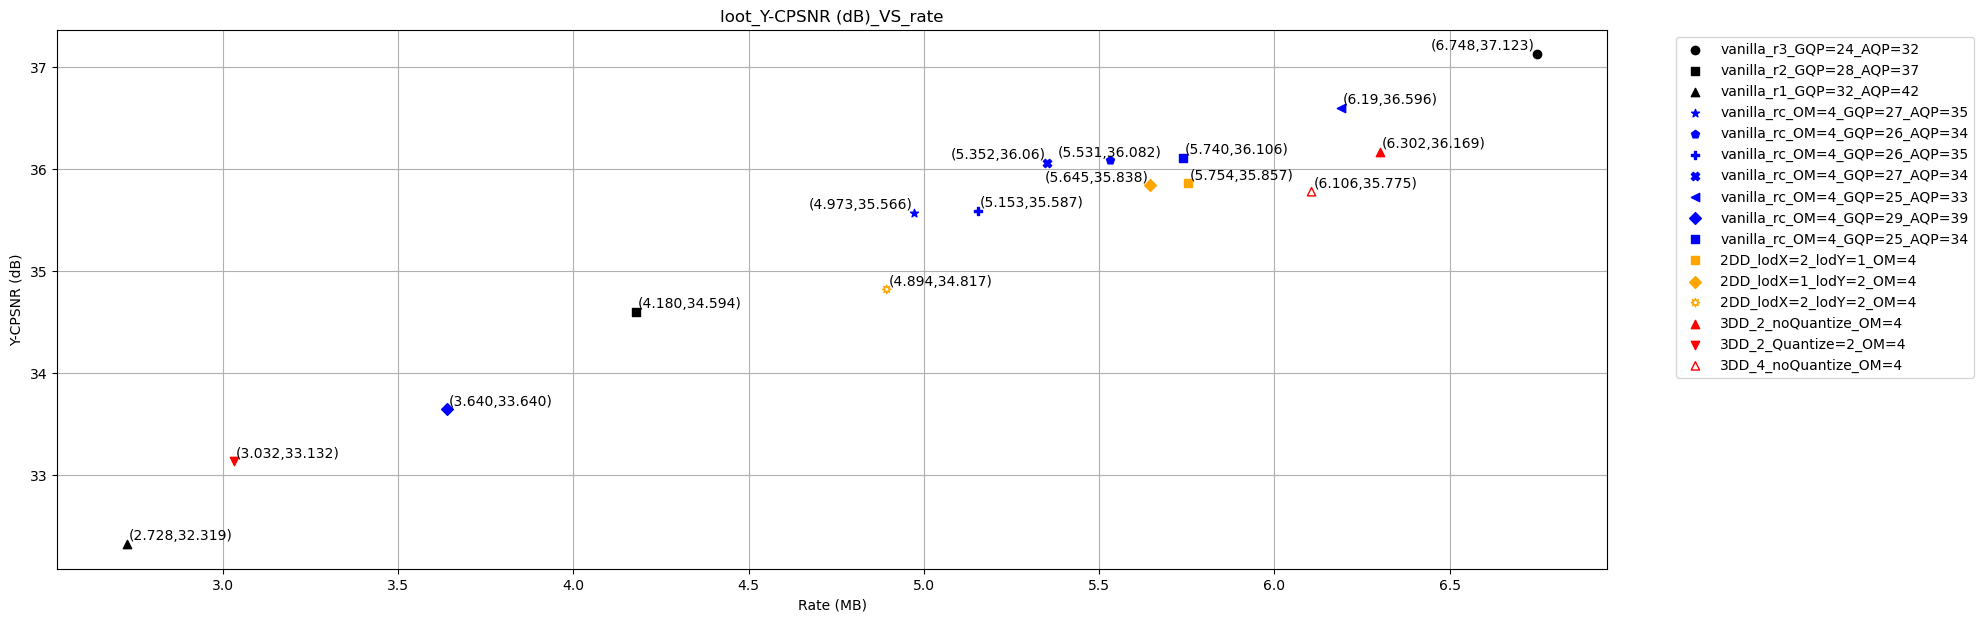 loot_Y-CPSNR (dB)_VS_rate
(6.748,37.123)
(6.19,36.596)
(6.302,36.169)
(5.352,36.06)
(5.531,36.082)
(5.740,36.106)
(5.645,35.838)
(5.754,35.857)
(6.106,35.775)
(4.973,35.566)
(5.153,35.587)
(4.894,34.817)
(4.180,34.594)
(3.640,33.640)
(3.032,33.132)
(2.728,32.319)
37
36
35
34
33
Y-CPSNR (dB)
3.0
3.5
4.0
4.5
5.0
5.5
6.0
6.5
Rate (MB)
vanilla_r3_GQP=24_AQP=32
vanilla_r2_GQP=28_AQP=37
vanilla_r1_GQP=32_AQP=42
vanilla_rc_OM=4_GQP=27_AQP=35
vanilla_rc_OM=4_GQP=26_AQP=34
vanilla_rc_OM=4_GQP=26_AQP=35
vanilla_rc_OM=4_GQP=27_AQP=34
vanilla_rc_OM=4_GQP=25_AQP=33
vanilla_rc_OM=4_GQP=29_AQP=39
vanilla_rc_OM=4_GQP=25_AQP=34
2DD_lodX=2_lodY=1_OM=4
2DD_lodX=1_lodY=2_OM=4
2DD_lodX=2_lodY=2_OM=4
3DD_2_noQuantize_OM=4
3DD_2_Quantize=2_OM=4
3DD_4_noQuantize_OM=4